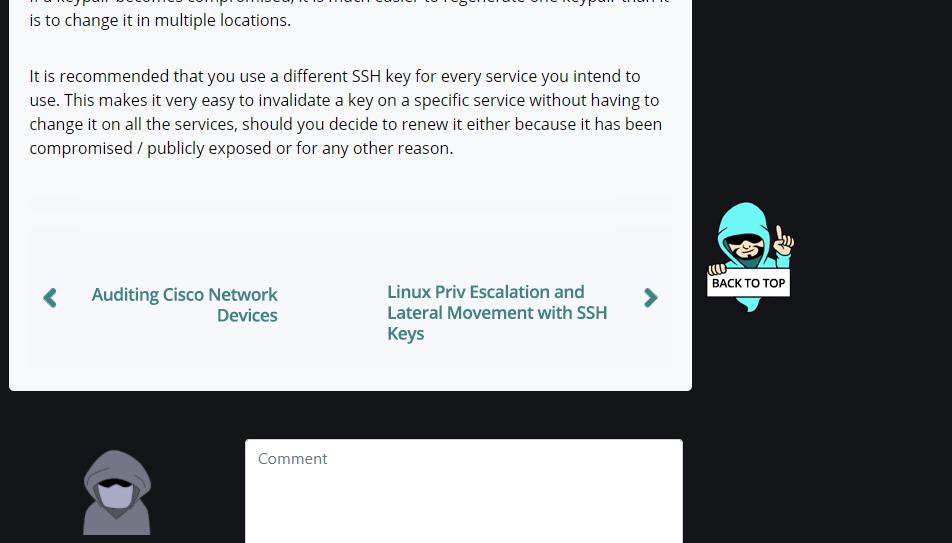 is to change it in multiple locations.
It is recommended that you use a different SSH key for every service you intend to
use. This makes it very easy to invalidate a key on a specific service without having to
change it on all the services, should you decide to renew it either because it has been
compromised / publicly exposed or for any other reason.
Auditing Cisco Network
Devices
Linux Priv Escalation and
Lateral Movement with SSH
Keys
BACK TO TOP
Comment